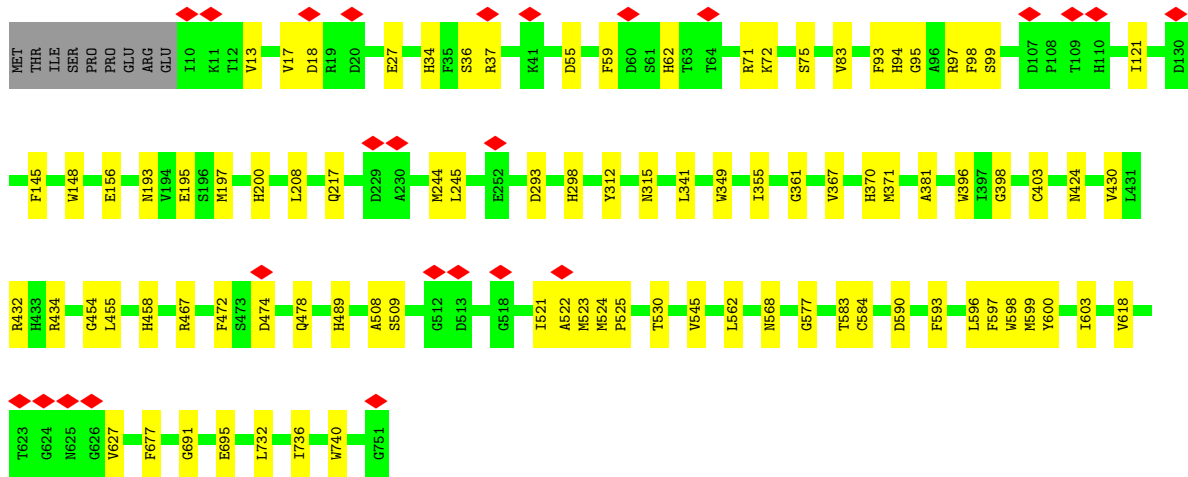 MET THR ILE SER PRO PRO GLU ARG GLU I10 K11 T12 V13 V17 D18 R19 D20 E27 H34 F35 S36 R37 K41 D55 F59 D60 S61 H62 T63 T64 R71 K72 S75 V83 F93 H94 G95 A96 R97 F98 S99 D107 P108 T109 H110 I121 D130
F145 W148 E156 N193 V194 E195 S196 M197 H200 L208 Q217 D229 A230 M244 L245 E252 D293 H298 Y312 N315 L341 W349 I355 G361 V367 H370 M371 A381 W396 I397 G398 C403 N424 V430 L431
R432 H433 R434 G454 L455 H458 R467 F472 S473 D474 Q478 H489 A508 S509 G512 D513 G518 I521 A522 M523 M524 P525 T530 V545 L562 N568 G577 T583 C584 D590 F593 L596 F597 W598 M599 Y600 I603 V618
T623 G624 N625 G626 V627 F677 G691 E695 L732 I736 W740 G751